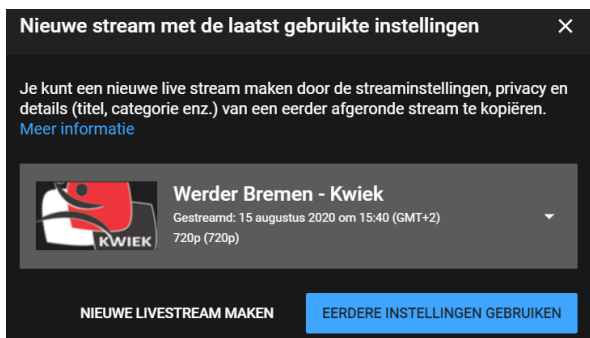 Nieuwe stream met de laatst gebruikte instellingen
Je kunt een nieuwe live stream maken door de streaminstellingen, privacy en
details (titel, categorie enz.) van een eerder afgeronde stream te kopiëren.
Meer informatie
KWIEK
Werder Bremen - Kwiek
Gestreamd: 15 augustus 2020 om 15:40 (GMT+2)
720p (720p)
NIEUWE LIVESTREAM MAKEN
EERDERE INSTELLINGEN GEBRUIKEN